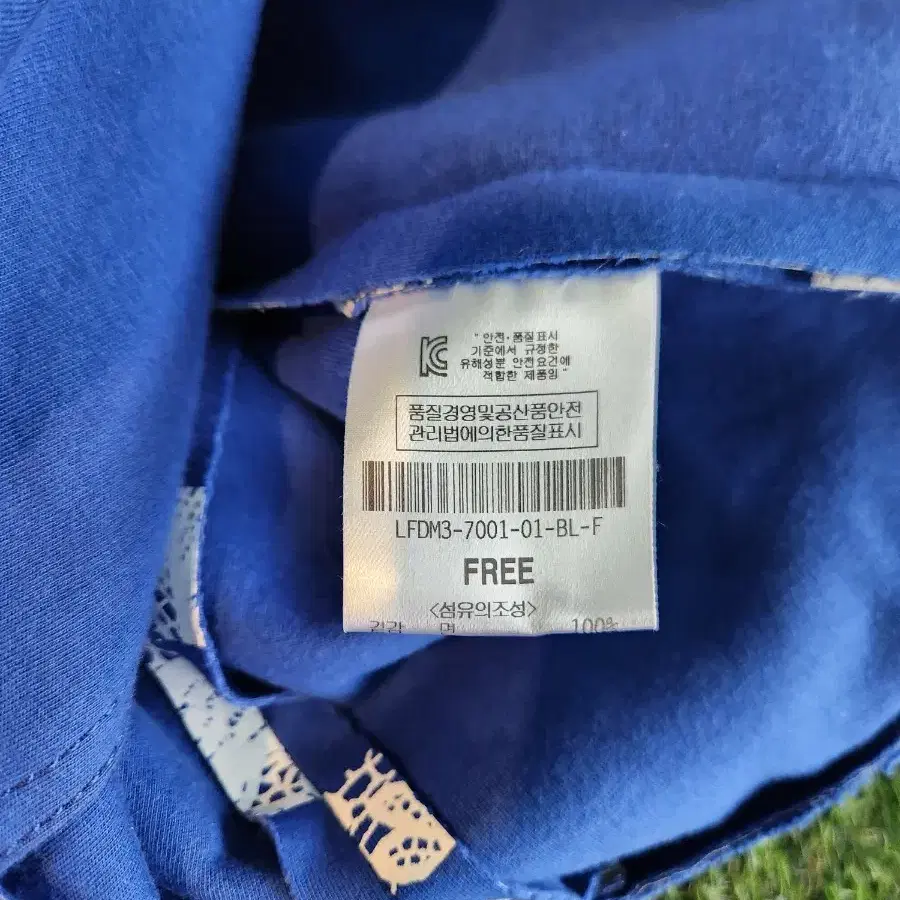 KC
" 안전·품질표시
기준에서 규정한
유해성분 안전요건에
적합한 제품임 "
품질경영및공산품안전
관리법에의한품질표시
LFDM3-7001-01-BL-F
FREE
<섬유의조성>
겉감 면 100%